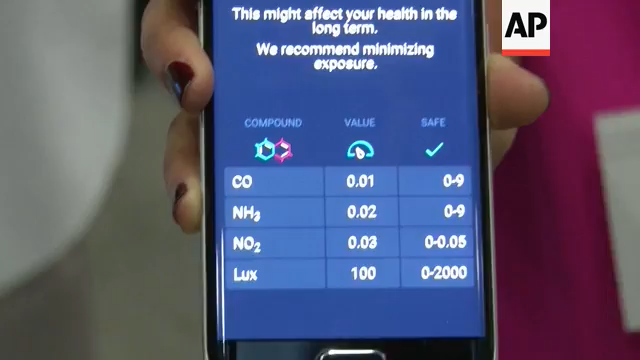 AP
This might affect your health in the
long term.
We recommend minimizing
exposure.
COMPOUND VALUE SAFE
CO 0.01 0-9
NH₃ 0.02 0-9
NO₂ 0.03 0-0.05
Lux 100 0-2000